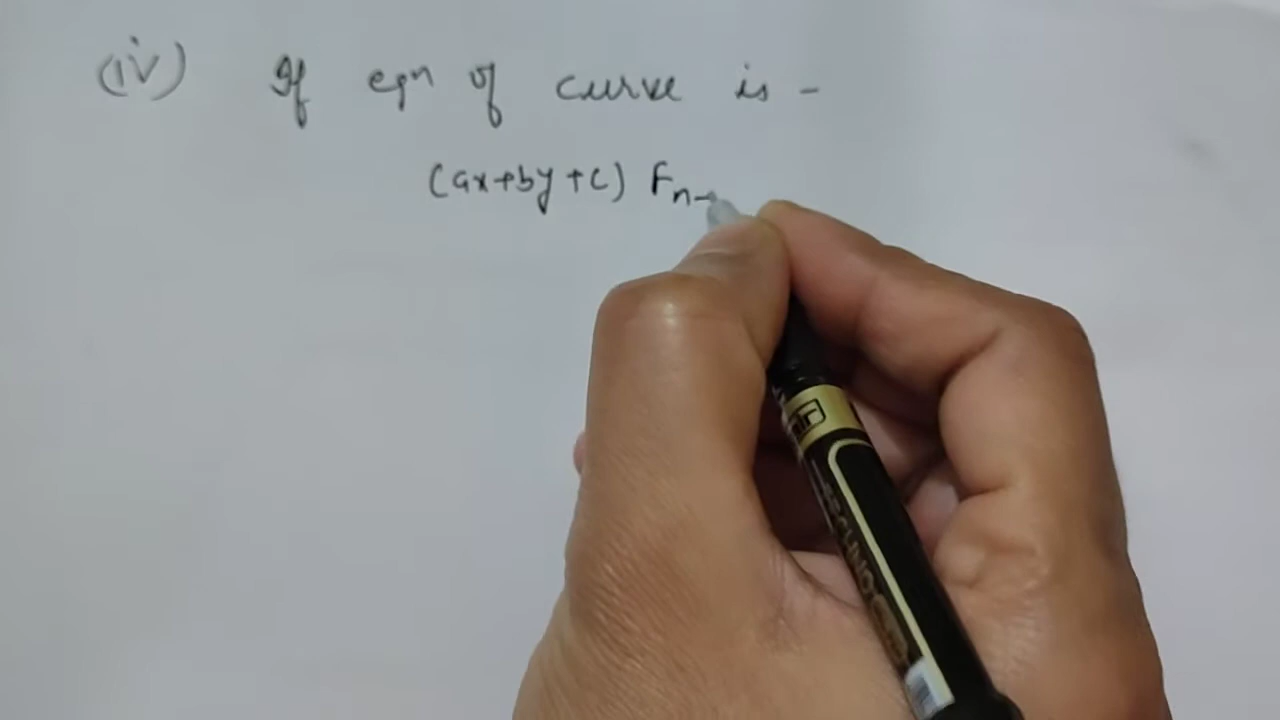 (iv) If eqn of curve is -
(ax+by+c) Fn-